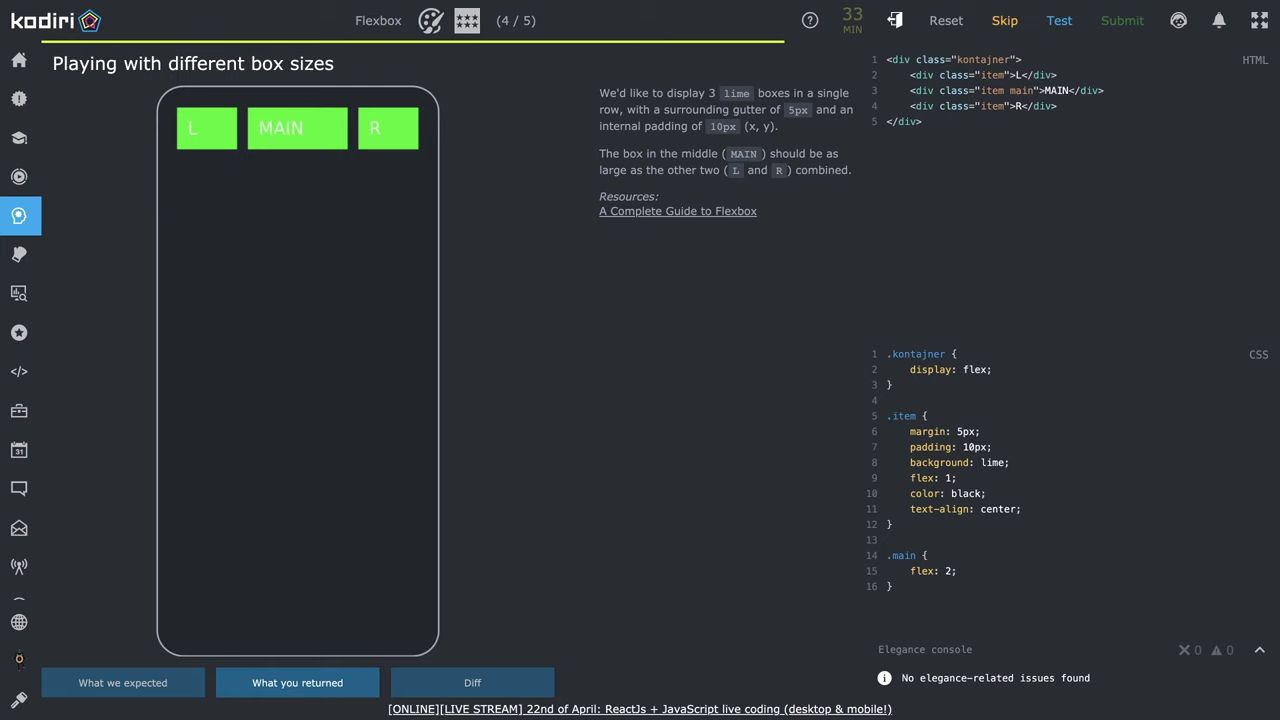 kodiri
Flexbox
(4 / 5)
33
MIN
Reset
Skip
Test
Submit
Playing with different box sizes
L
MAIN
R
We'd like to display 3 lime boxes in a single
row, with a surrounding gutter of 5px and an
internal padding of 10px (x, y).
The box in the middle ( MAIN ) should be as
large as the other two ( L and R ) combined.
Resources:
A Complete Guide to Flexbox
HTML
1 <div class="kontajner">
2 <div class="item">L</div>
3 <div class="item main">MAIN</div>
4 <div class="item">R</div>
5 </div>
CSS
1 .kontajner {
2 display: flex;
3 }
4
5 .item {
6 margin: 5px;
7 padding: 10px;
8 background: lime;
9 flex: 1;
10 color: black;
11 text-align: center;
12 }
13
14 .main {
15 flex: 2;
16 }
Elegance console
0
0
No elegance-related issues found
31
What we expected
What you returned
Diff
[ONLINE][LIVE STREAM] 22nd of April: ReactJs + JavaScript live coding (desktop & mobile!)